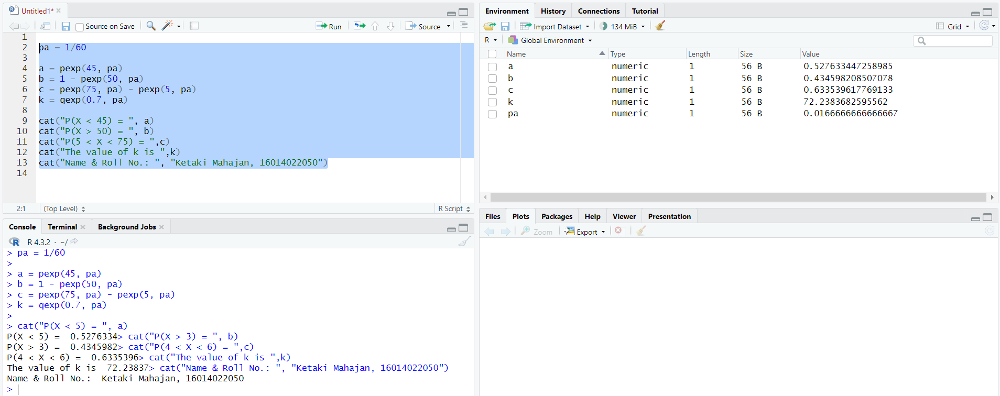 Untitled1*
Source on Save
Run
Source
1
2 pa = 1/60
3
4 a = pexp(45, pa)
5 b = 1 - pexp(50, pa)
6 c = pexp(75, pa) - pexp(5, pa)
7 k = qexp(0.7, pa)
8
9 cat("P(X < 45) = ", a)
10 cat("P(X > 50) = ", b)
11 cat("P(5 < X < 75) = ",c)
12 cat("The value of k is ",k)
13 cat("Name & Roll No.: ", "Ketaki Mahajan, 16014022050")
14
2:1 (Top Level) R Script
Console Terminal Background Jobs
R 4.3.2 · ~/
> pa = 1/60
>
> a = pexp(45, pa)
> b = 1 - pexp(50, pa)
> c = pexp(75, pa) - pexp(5, pa)
> k = qexp(0.7, pa)
>
> cat("P(X < 5) = ", a)
P(X < 5) =  0.5276334> cat("P(X > 3) = ", b)
P(X > 3) =  0.4345982> cat("P(4 < X < 6) = ",c)
P(4 < X < 6) =  0.6335396> cat("The value of k is ",k)
The value of k is  72.23837> cat("Name & Roll No.: ", "Ketaki Mahajan, 16014022050")
Name & Roll No.:  Ketaki Mahajan, 16014022050
>
Environment History Connections Tutorial
Import Dataset 134 MiB Grid
R Global Environment
Name Type Length Size Value
a numeric 1 56 B 0.527633447258985
b numeric 1 56 B 0.434598208507078
c numeric 1 56 B 0.633539617769133
k numeric 1 56 B 72.2383682595562
pa numeric 1 56 B 0.0166666666666667
Files Plots Packages Help Viewer Presentation
Zoom Export